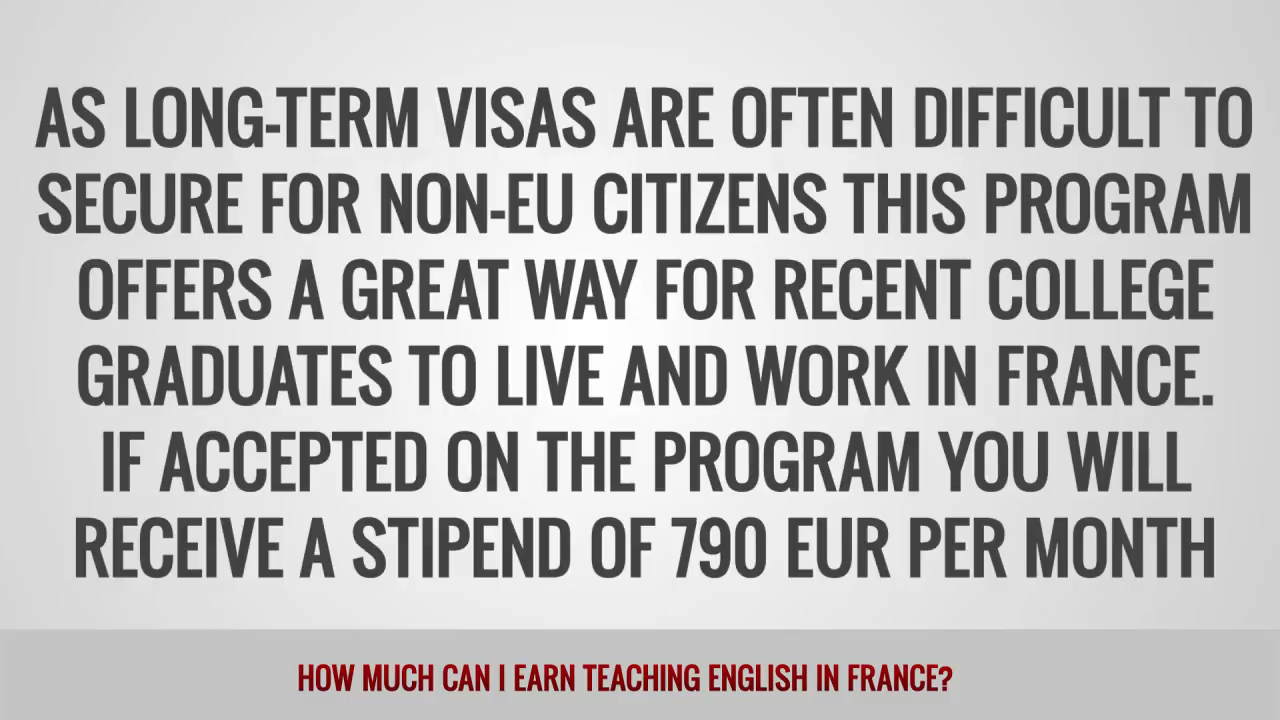 AS LONG-TERM VISAS ARE OFTEN DIFFICULT TO
SECURE FOR NON-EU CITIZENS THIS PROGRAM
OFFERS A GREAT WAY FOR RECENT COLLEGE
GRADUATES TO LIVE AND WORK IN FRANCE.
IF ACCEPTED ON THE PROGRAM YOU WILL
RECEIVE A STIPEND OF 790 EUR PER MONTH
HOW MUCH CAN I EARN TEACHING ENGLISH IN FRANCE?